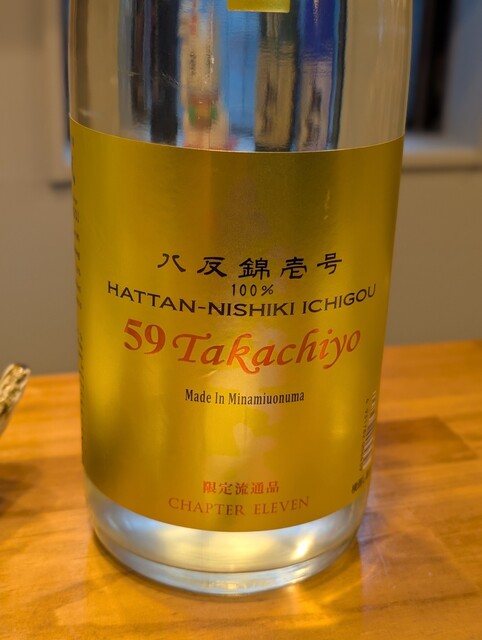 八反錦壱号
100%
HATTAN-NISHIKI ICHIGOU
59 Takachiyo
Made In Minamiuonuma
限定流通品
CHAPTER ELEVEN